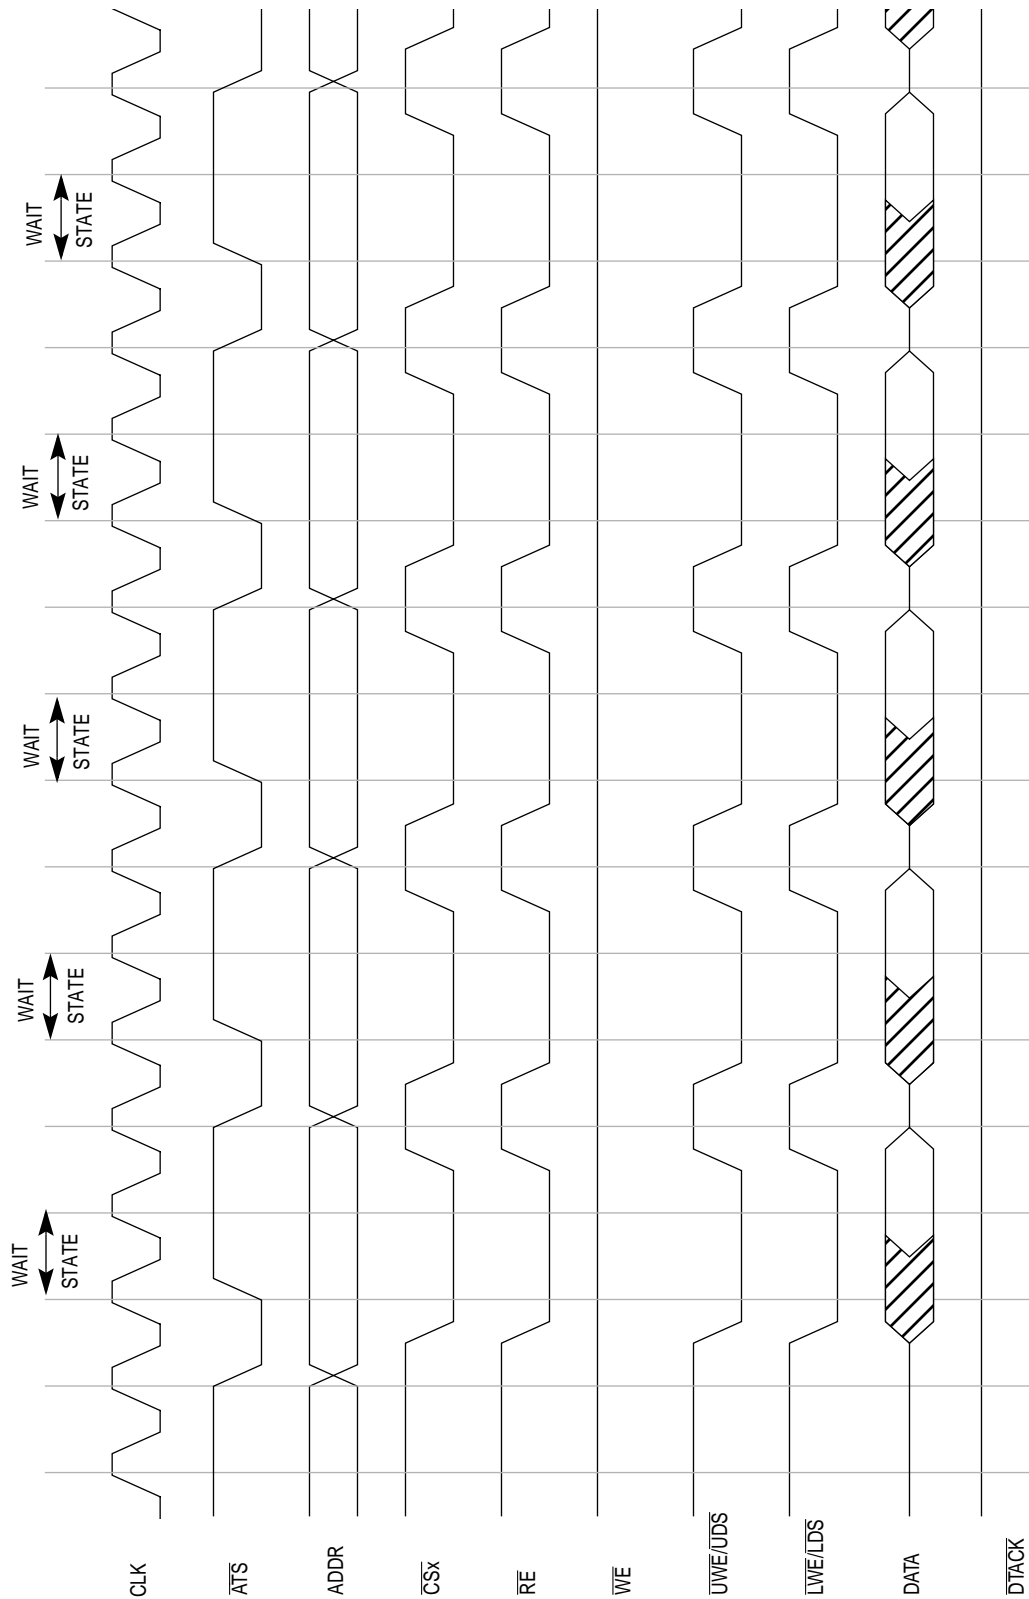 WAIT
STATE
WAIT
STATE
WAIT
STATE
WAIT
STATE
WAIT
STATE
CLK
ATS
ADDR
CSx
RE
WE
UWE/UDS
LWE/LDS
DATA
DTACK